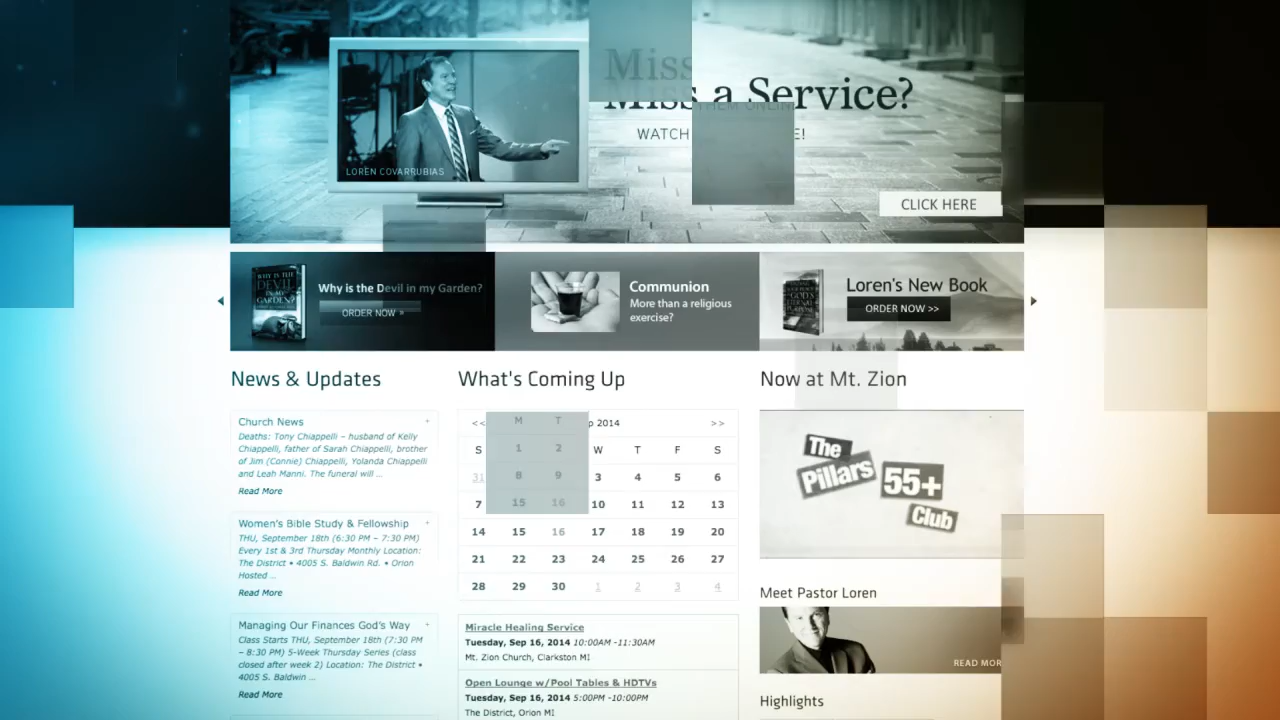 Miss a Service?
WATCH THEM ONLINE!
LOREN COVARRUBIAS
CLICK HERE
WHY IS THE
DEVIL
IN MY
GARDEN?
Why is the Devil in my Garden?
ORDER NOW »
Communion
More than a religious
exercise?
Loren's New Book
ORDER NOW >>
News & Updates
Church News +
Deaths: Tony Chiappelli – husband of Kelly
Chiappelli, father of Sarah Chiappelli, brother
of Jim (Connie) Chiappelli, Yolanda Chiappelli
and Leah Manni. The funeral will ...
Read More
Women's Bible Study & Fellowship +
THU, September 18th (6:30 PM – 7:30 PM)
Every 1st & 3rd Thursday Monthly Location:
The District • 4005 S. Baldwin Rd. • Orion
Hosted ...
Read More
Managing Our Finances God's Way +
Class Starts THU, September 18th (7:30 PM
– 8:30 PM) 5-Week Thursday Series (class
closed after week 2) Location: The District •
4005 S. Baldwin ...
Read More
What's Coming Up
<< p 2014 >>
S M T W T F S
31 1 2 3 4 5 6
7 8 9 10 11 12 13
14 15 16 17 18 19 20
21 22 23 24 25 26 27
28 29 30 1 2 3 4
Miracle Healing Service
Tuesday, Sep 16, 2014 10:00AM -11:30AM
Mt. Zion Church, Clarkston MI
Open Lounge w/Pool Tables & HDTVs
Tuesday, Sep 16, 2014 5:00PM -10:00PM
The District, Orion MI
Now at Mt. Zion
The
Pillars
55+
Club
Meet Pastor Loren
READ MOR
Highlights